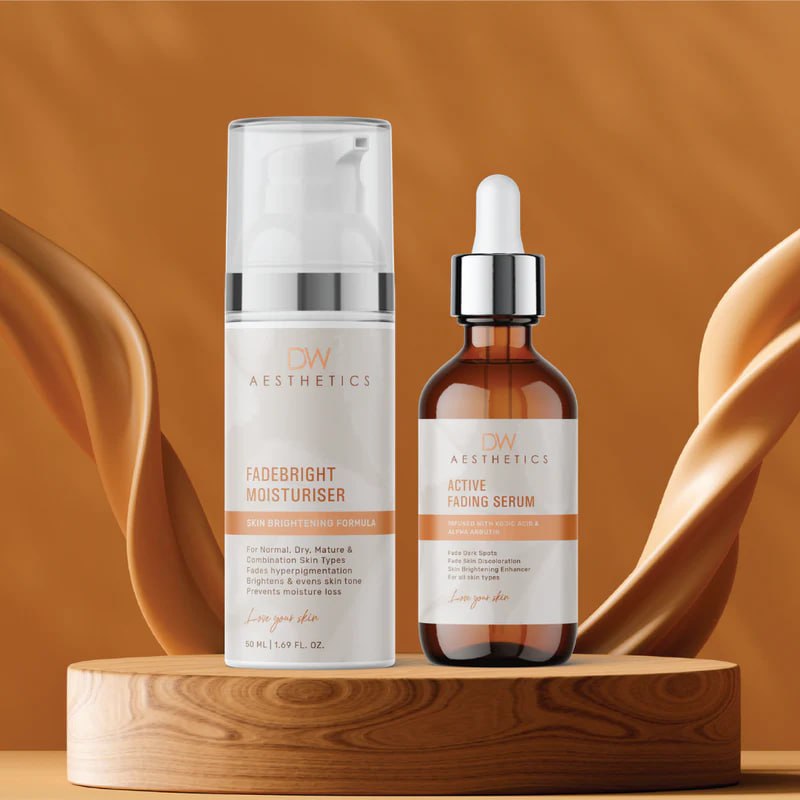 DW
AESTHETICS
FADEBRIGHT
MOISTURISER
SKIN BRIGHTENING FORMULA
For Normal, Dry, Mature &
Combination Skin Types
Fades hyperpigmentation
Brightens & evens skin tone
Prevents moisture loss
Love your skin
50 ML | 1.69 FL. OZ.
DW
AESTHETICS
ACTIVE
FADING SERUM
INFUSED WITH KOJIC ACID &
ALPHA ARBUTIN
Fade Dark Spots
Fade Skin Discoloration
Skin Brightening Enhancer
For all skin types
Love your skin